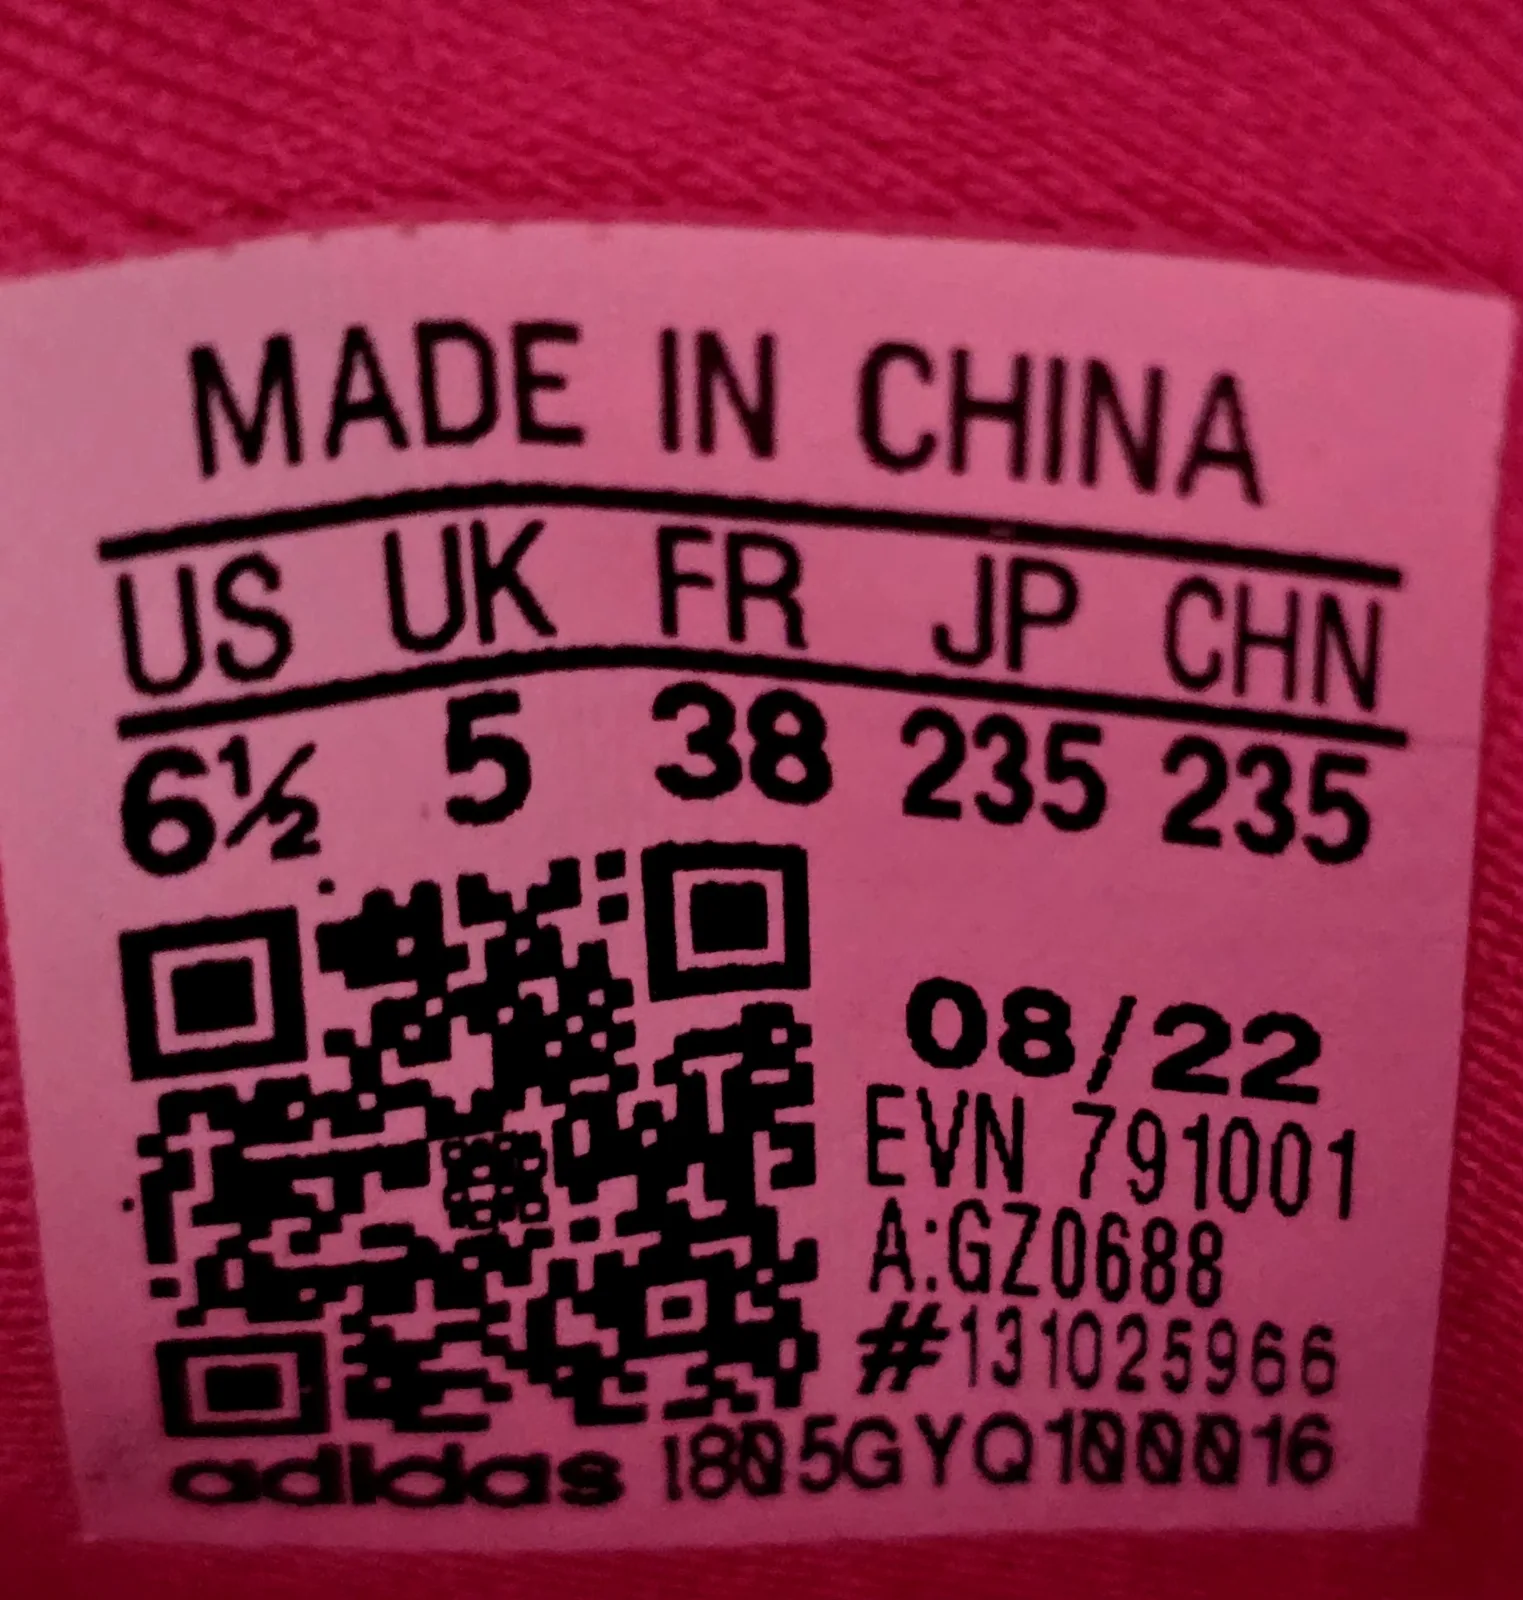 MADE IN CHINA
US UK FR JP CHN
6½ 5 38 235 235
08/22
EVN 791001
A:GZ0688
#131025966
adidas 1805GYQ100016